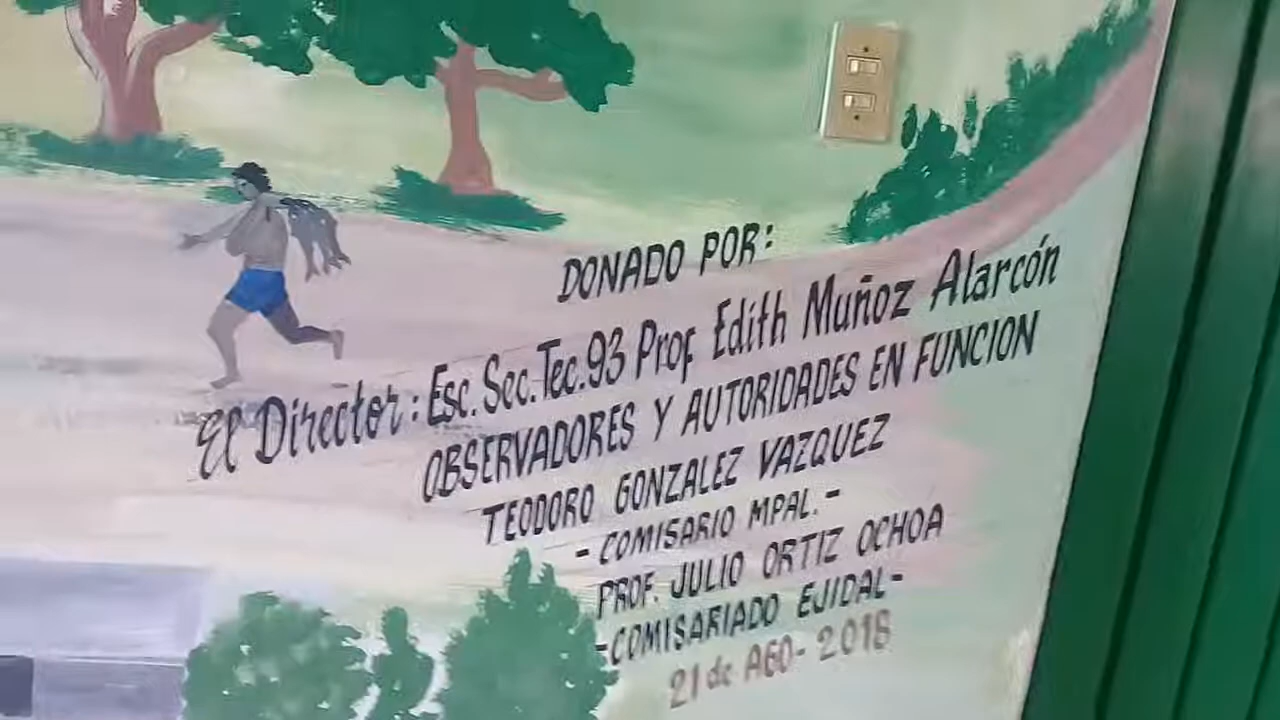 DONADO POR:
El Director: Esc. Sec. Tec. 93 Prof Edith Muñoz Alarcón
OBSERVADORES Y AUTORIDADES EN FUNCION
TEODORO GONZALEZ VAZQUEZ
- COMISARIO MPAL. -
PROF. JULIO ORTIZ OCHOA
-COMISARIADO EJIDAL-
21 de AGO- 2018